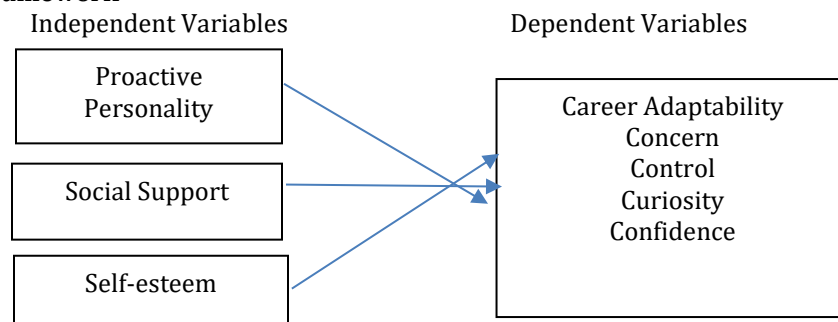 Independent Variables
Dependent Variables
Proactive
Personality
Social Support
Self-esteem
Career Adaptability
Concern
Control
Curiosity
Confidence